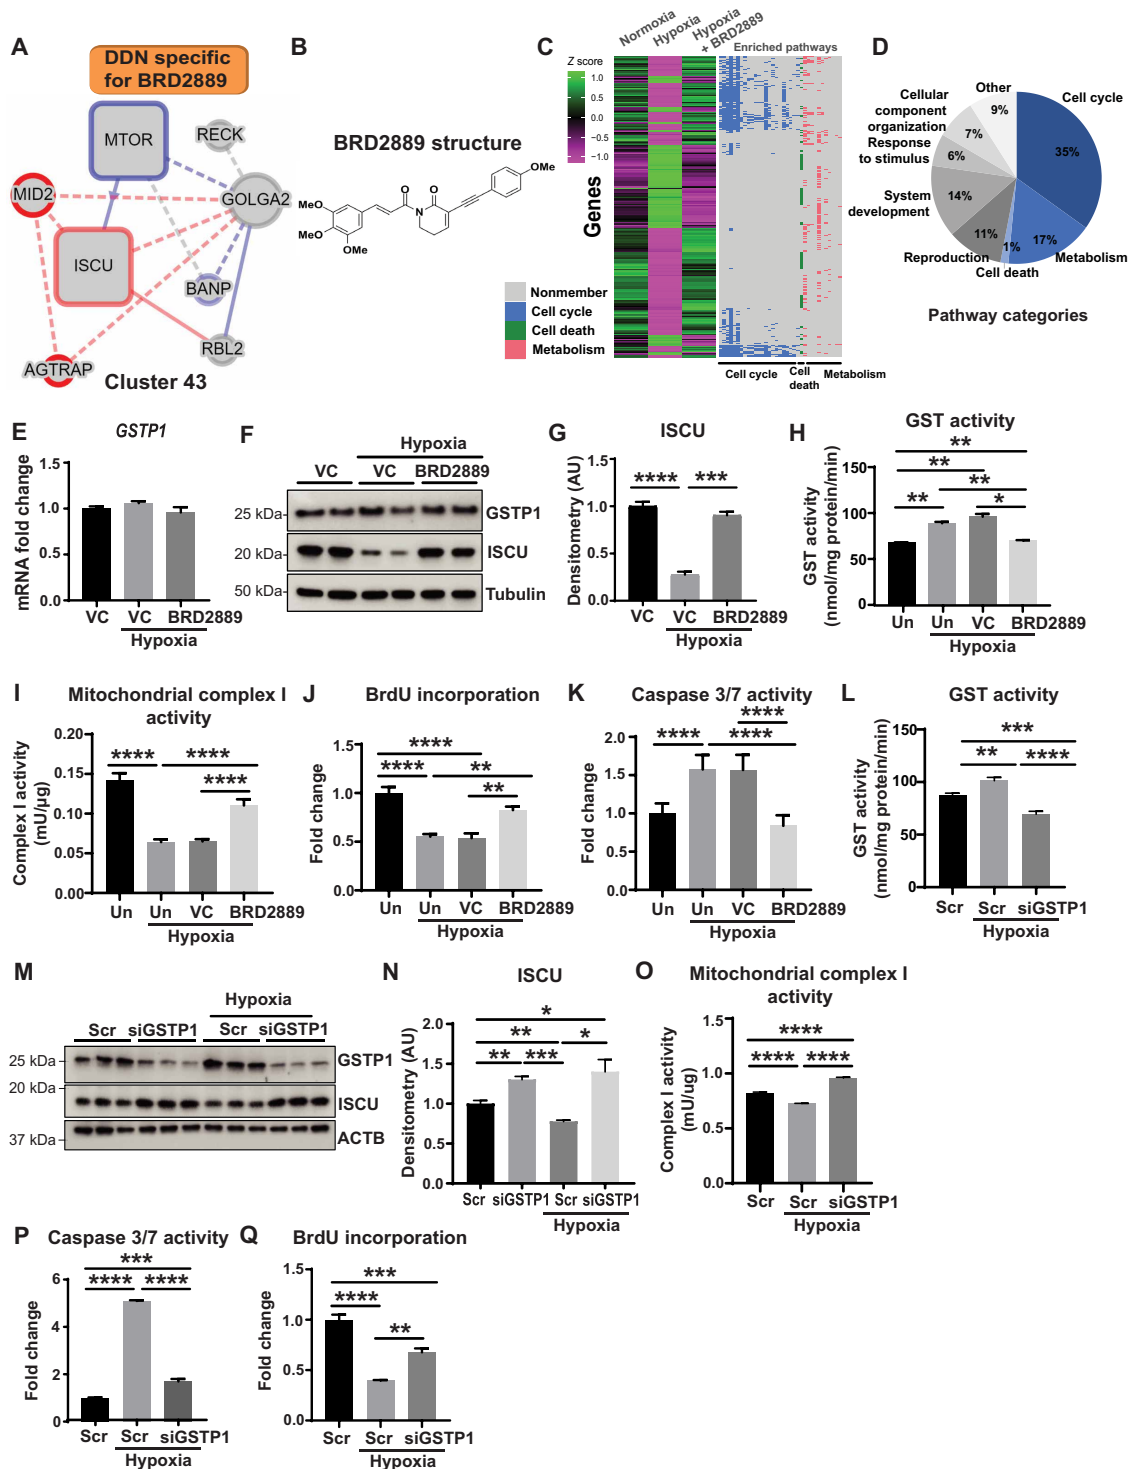 A
DDN specific
for BRD2889
MTOR
RECK
MID2
GOLGA2
ISCU
BANP
RBL2
AGTRAP
Cluster 43
B
BRD2889 structure
OMe
O
O
N
MeO
MeO
OMe
C
Normoxia
Hypoxia
Hypoxia
+ BRD2889
Enriched pathways
Z score
1.0
0.5
0.0
−0.5
−1.0
Genes
Nonmember
Cell cycle
Cell death
Metabolism
Cell cycle
Cell
death
Metabolism
D
Other
9%
Cell cycle
35%
Cellular
component
organization
7%
Response
to stimulus
6%
System
development
14%
Reproduction
11%
Cell death
1%
17%
Metabolism
Pathway categories
E
GSTP1
mRNA fold change
1.5
1.0
0.5
0.0
VC
VC
BRD2889
Hypoxia
F
Hypoxia
VC
VC
BRD2889
25 kDa
GSTP1
20 kDa
ISCU
50 kDa
Tubulin
G
ISCU
Densitometry (AU)
1.5
1.0
0.5
0.0
****
***
VC
VC
BRD2889
Hypoxia
H
GST activity
GST activity
(nmol/mg protein/min)
150
100
50
0
**
**
**
**
*
Un
Un
VC
BRD2889
Hypoxia
I
Mitochondrial complex I
activity
Complex I activity
(mU/µg)
0.20
0.15
0.10
0.05
0.00
****
****
****
Un
Un
VC
BRD2889
Hypoxia
J
BrdU incorporation
Fold change
1.5
1.0
0.5
0.0
****
****
**
**
Un
Un
VC
BRD2889
Hypoxia
K
Caspase 3/7 activity
Fold change
2.0
1.5
1.0
0.5
0.0
****
****
****
Un
Un
VC
BRD2889
Hypoxia
L
GST activity
GST activity
(nmol/mg protein/min)
150
100
50
0
***
**
****
Scr
Scr
siGSTP1
Hypoxia
M
Hypoxia
Scr
siGSTP1
Scr
siGSTP1
25 kDa
GSTP1
20 kDa
ISCU
37 kDa
ACTB
N
ISCU
Densitometry (AU)
2.0
1.5
1.0
0.5
0.0
*
**
*
**
***
Scr
siGSTP1
Scr
siGSTP1
Hypoxia
O
Mitochondrial complex I
activity
Complex I activity
(mU/ug)
1.5
1.0
0.5
0.0
****
****
****
Scr
Scr
siGSTP1
Hypoxia
P
Caspase 3/7 activity
Fold change
6
4
2
0
***
****
****
Scr
Scr
siGSTP1
Hypoxia
Q
BrdU incorporation
Fold change
1.5
1.0
0.5
0.0
***
****
**
Scr
Scr
siGSTP1
Hypoxia